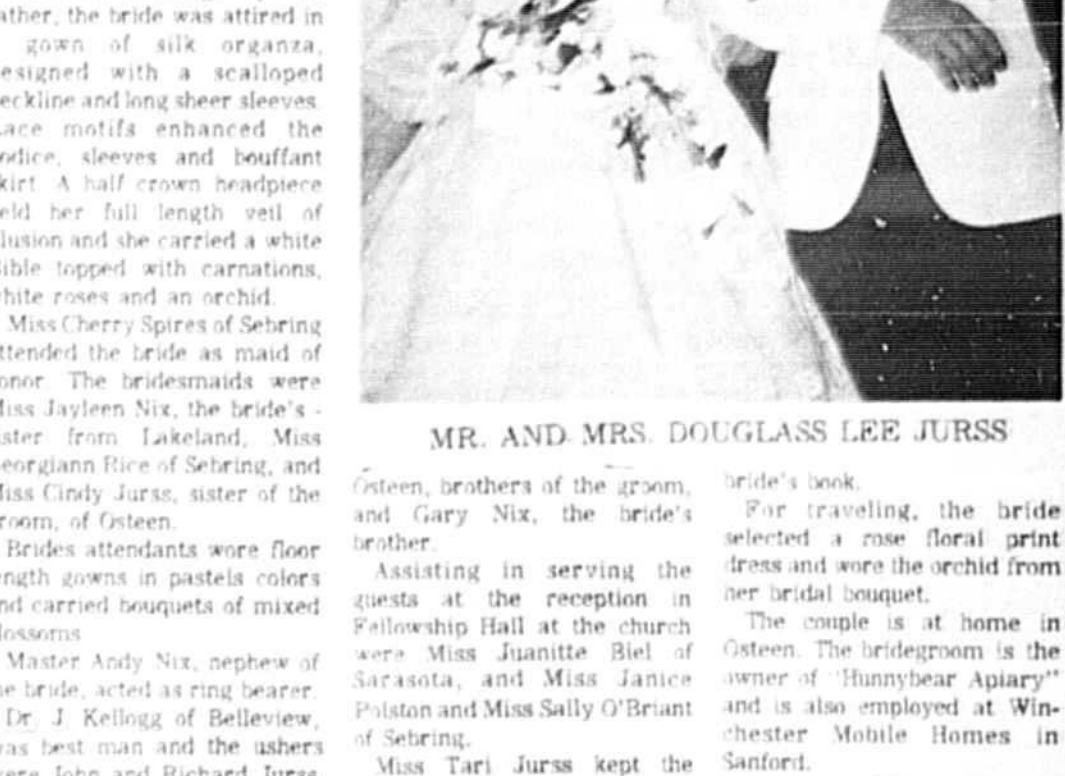 ather, the bride was attired in
gown of silk organza,
esigned with a scalloped
eckline and long sheer sleeves.
ace motifs enhanced the
odice, sleeves and bouffant
kirt. A half crown headpiece
eld her full length veil of
lusion and she carried a white
ible topped with carnations,
hite roses and an orchid.
Miss Cherry Spires of Sebring
ttended the bride as maid of
onor. The bridesmaids were
Miss Jayleen Nix, the bride's -
ister from Lakeland, Miss
eorgiann Rice of Sebring, and
Miss Cindy Jurss, sister of the
room, of Osteen.
Brides attendants wore floor
ength gowns in pastels colors
nd carried bouquets of mixed
lossoms
Master Andy Nix, nephew of
he bride, acted as ring bearer.
Dr. J. Kellogg of Belleview,
was best man and the ushers
were John and Richard Jurss,
MR. AND MRS. DOUGLASS LEE JURSS
Osteen, brothers of the groom,
and Gary Nix, the bride's
brother.
Assisting in serving the
guests at the reception in
Fellowship Hall at the church
were Miss Juanitte Biel of
Sarasota, and Miss Janice
Polston and Miss Sally O'Briant
of Sebring.
Miss Tari Jurss kept the
bride's book.
For traveling, the bride
selected a rose floral print
dress and wore the orchid from
her bridal bouquet.
The couple is at home in
Osteen. The bridegroom is the
owner of "Hunnybear Apiary"
and is also employed at Win-
chester Mobile Homes in
Sanford.